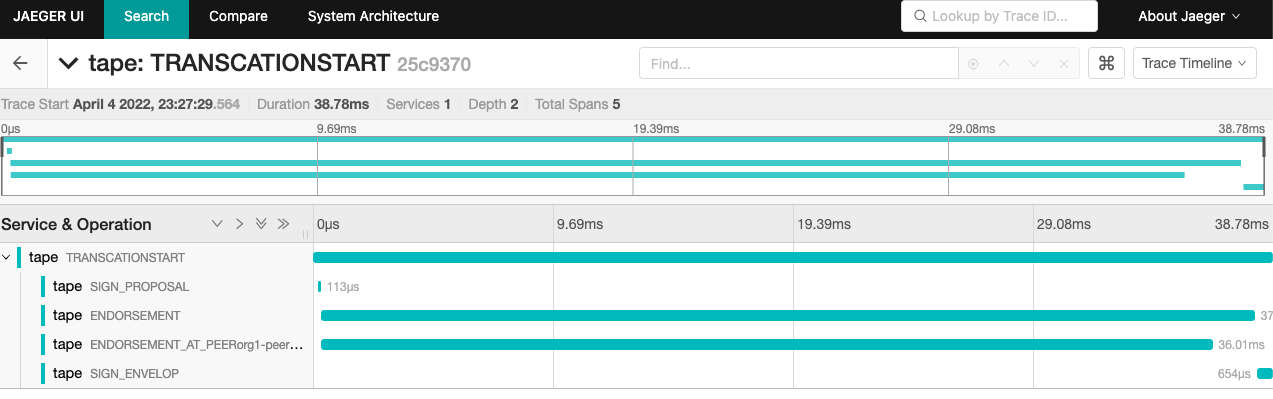 JAEGER UI Search Compare System Architecture Lookup by Trace ID... About Jaeger
tape: TRANSCATIONSTART 25c9370 Find... ⌘ Trace Timeline
Trace Start April 4 2022, 23:27:29.564 Duration 38.78ms Services 1 Depth 2 Total Spans 5
0μs 9.69ms 19.39ms 29.08ms 38.78ms
Service & Operation 0μs 9.69ms 19.39ms 29.08ms 38.78ms
tape TRANSCATIONSTART
tape SIGN_PROPOSAL 113μs
tape ENDORSEMENT 37
tape ENDORSEMENT_AT_PEERorg1-peer... 36.01ms
tape SIGN_ENVELOP 654μs